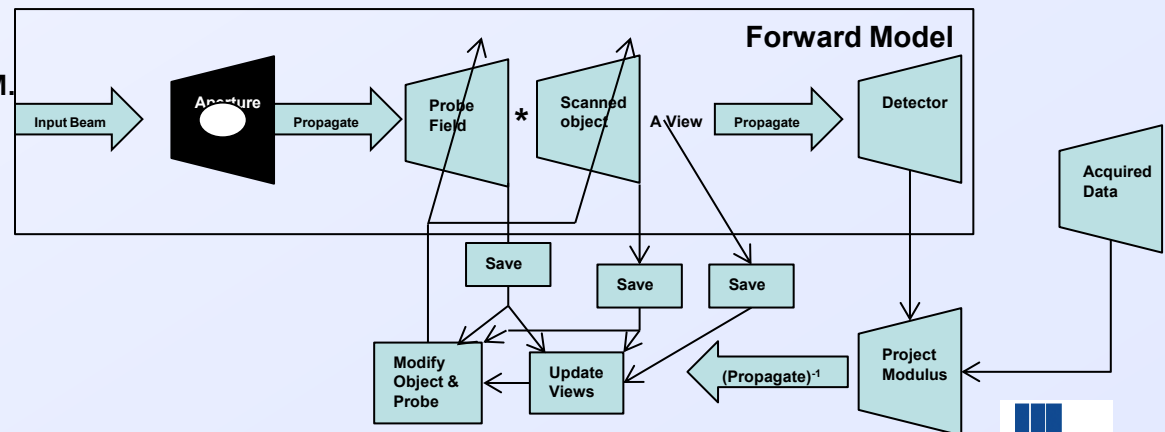 Forward Model
M.
Input Beam
Aperture
Propagate
Probe
Field
*
Scanned
object
A View
Propagate
Detector
Acquired
Data
Save
Save
Save
Modify
Object &
Probe
Update
Views
(Propagate)-1
Project
Modulus